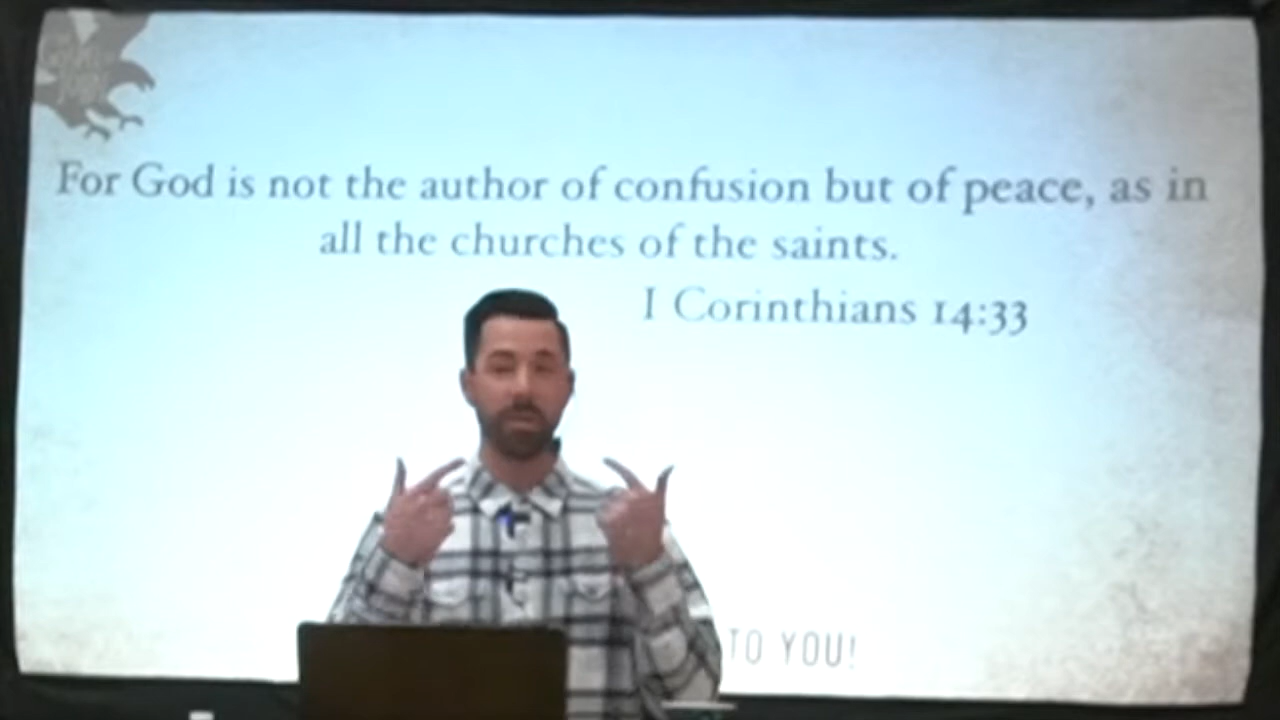 For God is not the author of confusion but of peace, as in
all the churches of the saints.
I Corinthians 14:33
TO YOU!